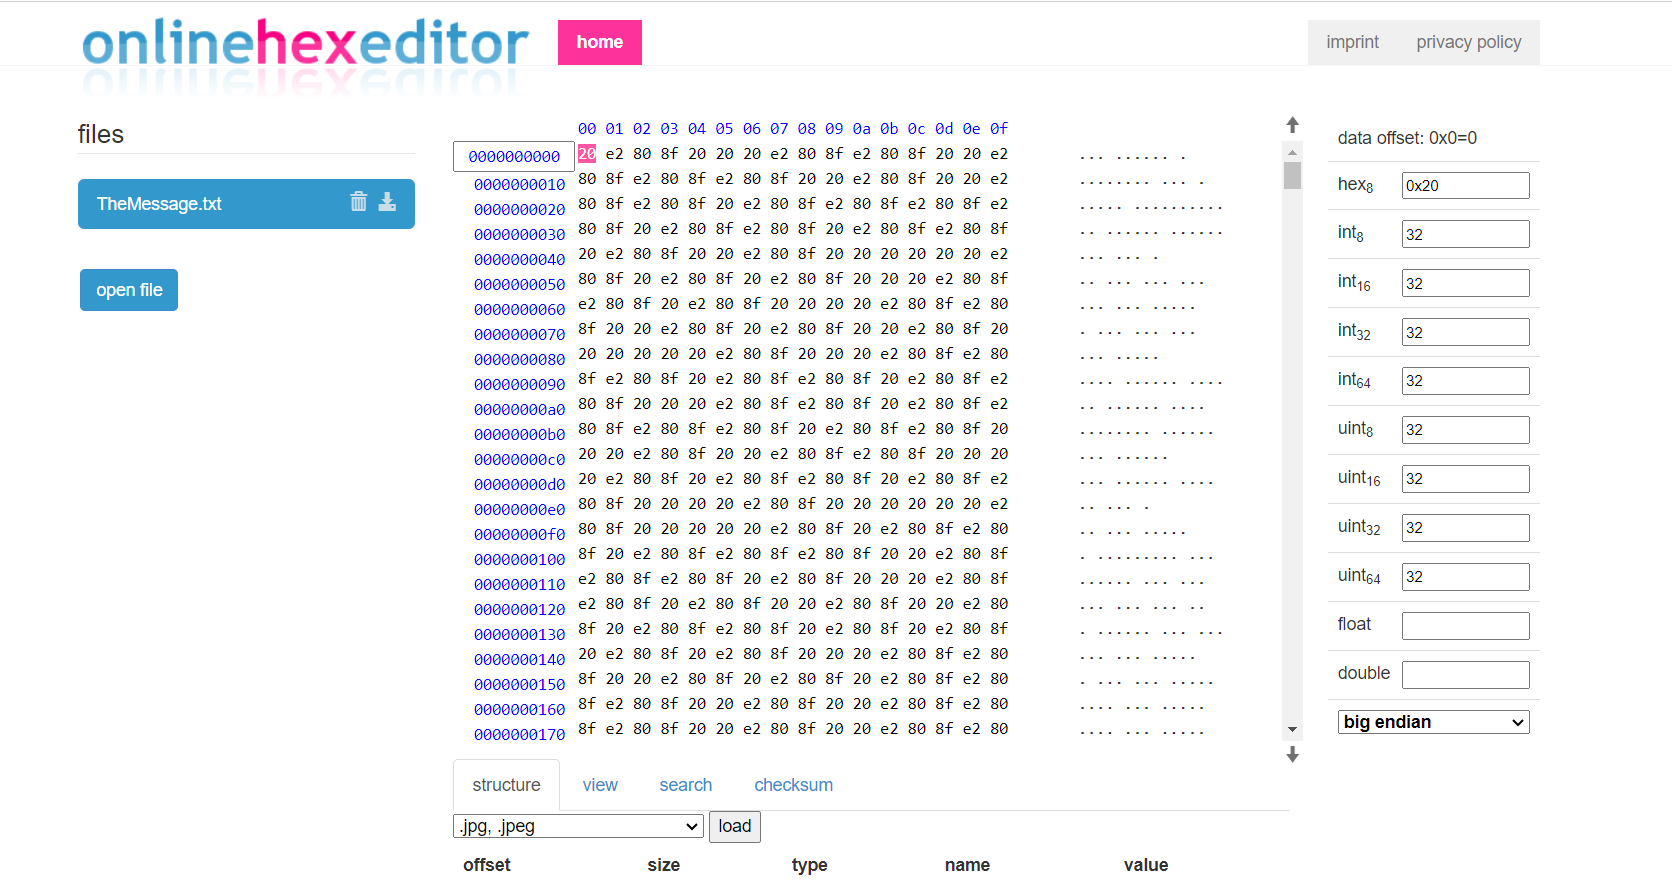 onlinehexeditor
home
imprint privacy policy
files
TheMessage.txt
open file
00 01 02 03 04 05 06 07 08 09 0a 0b 0c 0d 0e 0f
0000000000 20 e2 80 8f 20 20 20 e2 80 8f e2 80 8f 20 20 e2 ... ...... .
0000000010 80 8f e2 80 8f e2 80 8f 20 20 e2 80 8f 20 20 e2 ........ ... .
0000000020 80 8f e2 80 8f 20 e2 80 8f e2 80 8f e2 80 8f e2 ..... ..........
0000000030 80 8f 20 e2 80 8f e2 80 8f 20 e2 80 8f e2 80 8f .. ...... ......
0000000040 20 e2 80 8f 20 20 e2 80 8f 20 20 20 20 20 20 e2 ... ... .
0000000050 80 8f 20 e2 80 8f 20 e2 80 8f 20 20 20 e2 80 8f .. ... ... ...
0000000060 e2 80 8f 20 e2 80 8f 20 20 20 20 e2 80 8f e2 80 ... ... .....
0000000070 8f 20 20 e2 80 8f 20 e2 80 8f 20 20 e2 80 8f 20 . ... ... ...
0000000080 20 20 20 20 20 e2 80 8f 20 20 20 e2 80 8f e2 80 ... .....
0000000090 8f e2 80 8f 20 e2 80 8f e2 80 8f 20 e2 80 8f e2 .... ...... ....
00000000a0 80 8f 20 20 20 e2 80 8f e2 80 8f 20 e2 80 8f e2 .. ...... ....
00000000b0 80 8f e2 80 8f e2 80 8f 20 e2 80 8f e2 80 8f 20 ........ ......
00000000c0 20 20 e2 80 8f 20 20 e2 80 8f e2 80 8f 20 20 20 ... ......
00000000d0 20 e2 80 8f 20 e2 80 8f e2 80 8f 20 e2 80 8f e2 ... ...... ....
00000000e0 80 8f 20 20 20 20 e2 80 8f 20 20 20 20 20 20 e2 .. ... .
00000000f0 80 8f 20 20 20 20 20 e2 80 8f 20 e2 80 8f e2 80 .. ... .....
0000000100 8f 20 e2 80 8f e2 80 8f e2 80 8f 20 20 e2 80 8f . ......... ...
0000000110 e2 80 8f e2 80 8f 20 e2 80 8f 20 20 20 e2 80 8f ...... ... ...
0000000120 e2 80 8f 20 e2 80 8f 20 20 e2 80 8f 20 20 e2 80 ... ... ... ..
0000000130 8f 20 e2 80 8f e2 80 8f 20 e2 80 8f 20 e2 80 8f . ...... ... ...
0000000140 20 e2 80 8f 20 e2 80 8f 20 20 20 e2 80 8f e2 80 ... ... .....
0000000150 8f 20 20 e2 80 8f 20 e2 80 8f 20 e2 80 8f e2 80 . ... ... .....
0000000160 8f e2 80 8f 20 20 e2 80 8f 20 20 e2 80 8f e2 80 .... ... .....
0000000170 8f e2 80 8f 20 20 e2 80 8f 20 20 e2 80 8f e2 80 .... ... .....
data offset: 0x0=0
hex8 0x20
int8 32
int16 32
int32 32
int64 32
uint8 32
uint16 32
uint32 32
uint64 32
float
double
big endian
structure view search checksum
.jpg, .jpeg load
offset size type name value